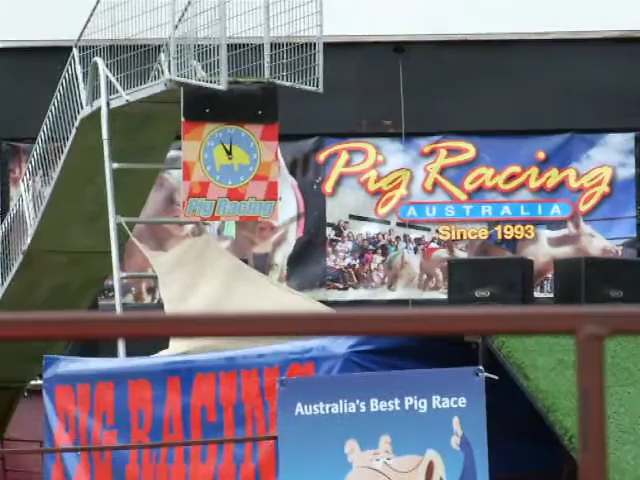 Pig Racing
AUSTRALIA
Since 1993
Pig Racing
PIG RACING
Australia's Best Pig Race